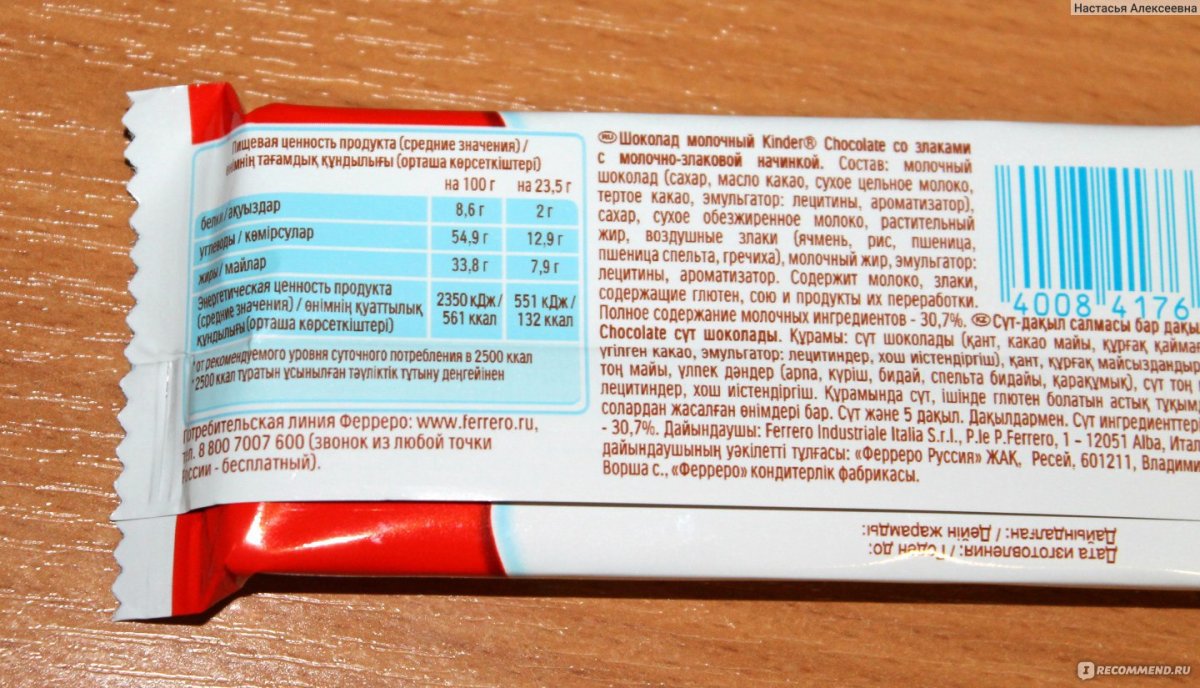 Настасья Алексеевна
Пищевая ценность продукта (средние значения) /
өнімнің тағамдық құндылығы (орташа көрсеткіштері)
на 100 г на 23,5 г
белки / ақуыздар 8,6 г 2 г
углеводы / көмірсулар 54,9 г 12,9 г
жиры / майлар 33,8 г 7,9 г
Энергетическая ценность продукта
(средние значения) / өнімнің қуаттылық
құндылығы (орташа көрсеткіштері)
2350 кДж/ 551 кДж/
561 ккал 132 ккал
*от рекомендуемого уровня суточного потребления в 2500 ккал
*2500 ккал тұратын ұсынылған тәуліктік тұтыну деңгейінен
потребительская линия Ферреро: www.ferrero.ru,
тел. 8 800 7007 600 (звонок из любой точки
России - бесплатный).
RU Шоколад молочный Kinder® Chocolate со злаками
с молочно-злаковой начинкой. Состав: молочный
шоколад (сахар, масло какао, сухое цельное молоко,
тертое какао, эмульгатор: лецитины, ароматизатор),
сахар, сухое обезжиренное молоко, растительный
жир, воздушные злаки (ячмень, рис, пшеница,
пшеница спельта, гречиха), молочный жир, эмульгатор:
лецитины, ароматизатор. Содержит молоко, злаки,
содержащие глютен, сою и продукты их переработки.
Полное содержание молочных ингредиентов - 30,7%. KZ Сүт-дақыл салмасы бар дақы
Chocolate сүт шоколады. Құрамы: сүт шоколады (қант, какао майы, құрғақ қаймағ
үгілген какао, эмульгатор: лецитиндер, хош иістендіргіш), қант, құрғақ майсыздандыр
тоң майы, үлпек дәндер (арпа, күріш, бидай, спельта бидайы, қарақұмық), сүт тоң
лецитиндер, хош иістендіргіш. Құрамында сүт, ішінде глютен болатын астық тұқым
солардан жасалған өнімдері бар. Сүт және 5 дақыл. Дақылдармен. Сүт ингредиенттер
- 30,7%. Дайындаушы: Ferrero Industriale Italia S.r.l., P.le P.Ferrero, 1 - 12051 Alba, Итал
дайындаушының уәкілетті тұлғасы: «Ферреро Руссия» ЖАҚ, Ресей, 601211, Владими
Ворша с., «Ферреро» кондитерлік фабрикасы.
4008 4176
Дата изготовления: / Годен до:
Дайындалған: / Дейін жарамды:
IRECOMMEND.RU